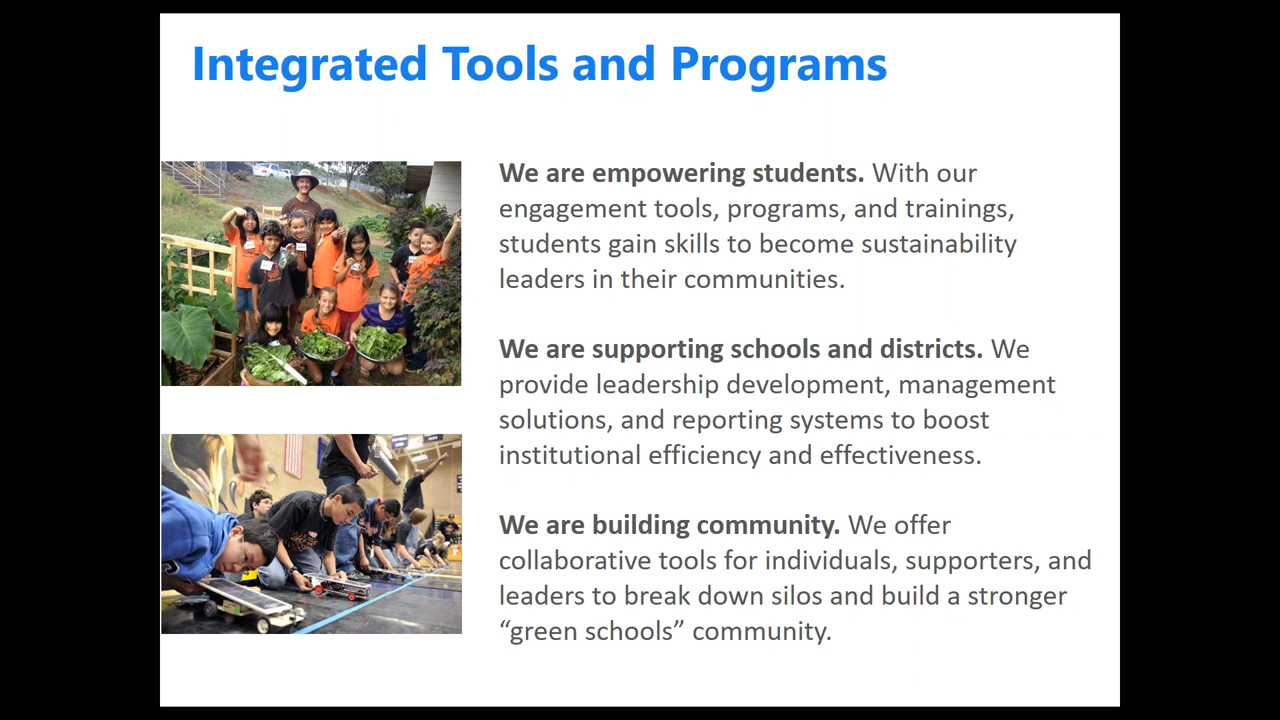 Integrated Tools and Programs
We are empowering students. With our
engagement tools, programs, and trainings,
students gain skills to become sustainability
leaders in their communities.
We are supporting schools and districts. We
provide leadership development, management
solutions, and reporting systems to boost
institutional efficiency and effectiveness.
We are building community. We offer
collaborative tools for individuals, supporters, and
leaders to break down silos and build a stronger
“green schools” community.